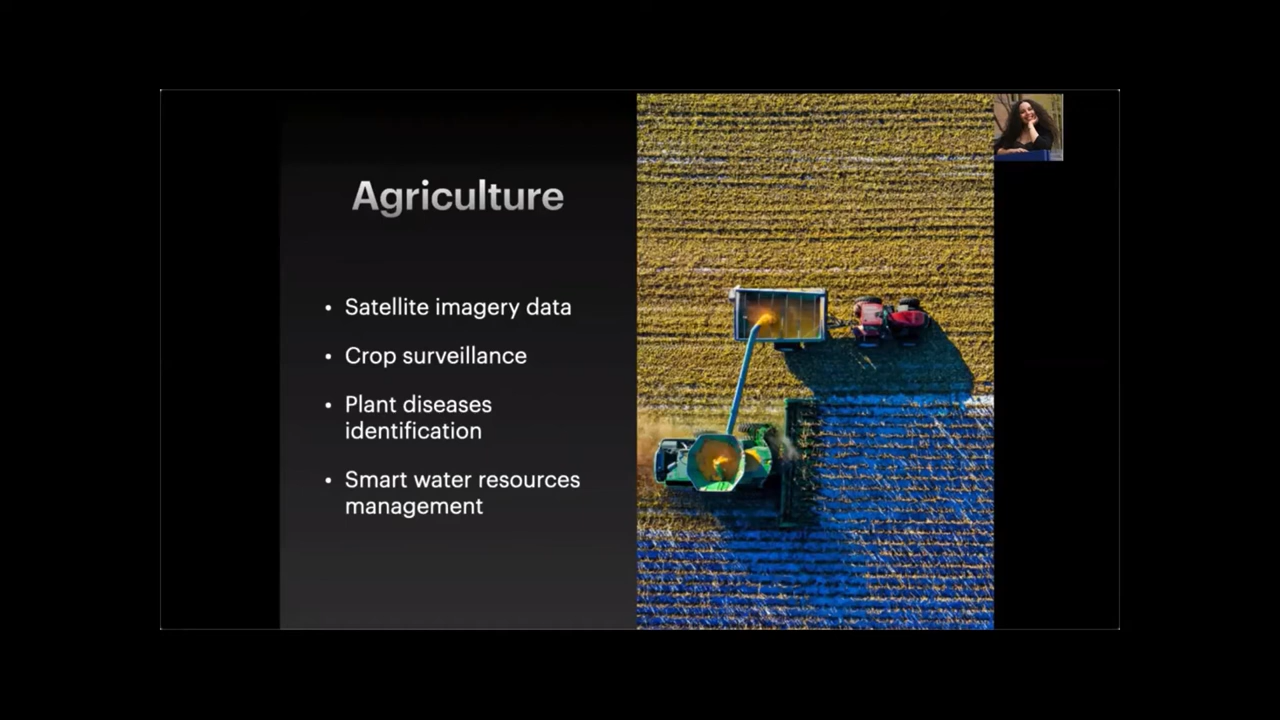 Agriculture
• Satellite imagery data
• Crop surveillance
• Plant diseases
identification
• Smart water resources
management